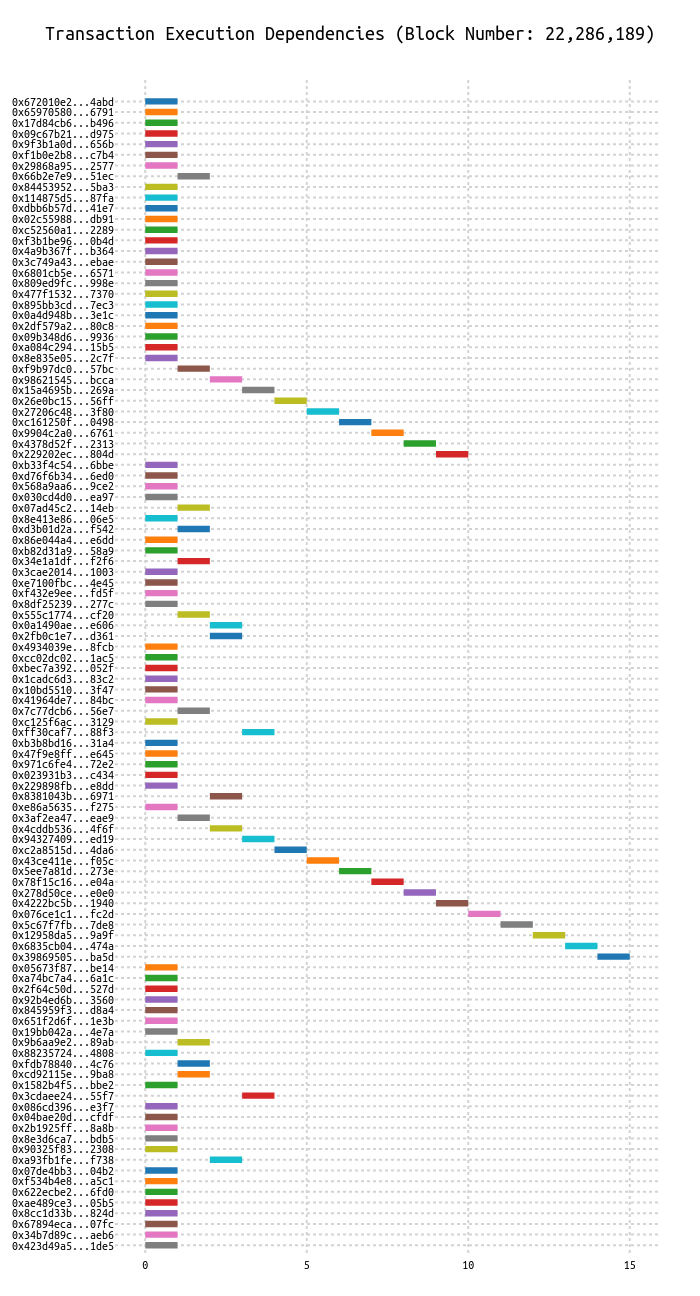 Transaction Execution Dependencies (Block Number: 22,286,189)
0x672010e2...4abd
0x65970580...6791
0x17d84cb6...b496
0x09c67b21...d975
0x9f3b1a0d...656b
0xf1b0e2b8...c7b4
0x29868a95...2577
0x66b2e7e9...51ec
0x84453952...5ba3
0x114875d5...87fa
0xdbb6b57d...41e7
0x02c55988...db91
0xc52560a1...2289
0xf3b1be96...0b4d
0x4a9b367f...b364
0x3c749a43...ebae
0x6801cb5e...6571
0x809ed9fc...998e
0x477f1532...7370
0x895bb3cd...7ec3
0x0a4d948b...3e1c
0x2df579a2...80c8
0x09b348d6...9936
0xa084c294...15b5
0x8e835e05...2c7f
0xf9b97dc0...57bc
0x98621545...bcca
0x15a4695b...269a
0x26e0bc15...56ff
0x27206c48...3f80
0xc161250f...0498
0x9904c2a0...6761
0x4378d52f...2313
0x229202ec...804d
0xb33f4c54...6bbe
0xd76f6b34...6ed0
0x568a9aa6...9ce2
0x030cd4d0...ea97
0x07ad45c2...14eb
0x8e413e86...06e5
0xd3b01d2a...f542
0x86e044a4...e6dd
0xb82d31a9...58a9
0x34e1a1df...f2f6
0x3cae2014...1003
0xe7100fbc...4e45
0xf432e9ee...fd5f
0x8df25239...277c
0x555c1774...cf20
0x0a1490ae...e606
0x2fb0c1e7...d361
0x4934039e...8fcb
0xcc02dc02...1ac5
0xbec7a392...052f
0x1cadc6d3...83c2
0x10bd5510...3f47
0x41964de7...84bc
0x7c77dcb6...56e7
0xc125f6ac...3129
0xff30caf7...88f3
0xb3b8bd16...31a4
0x47f9e8ff...e645
0x971c6fe4...72e2
0x023931b3...c434
0x229898fb...e8dd
0x8381043b...6971
0xe86a5635...f275
0x3af2ea47...eae9
0x4cddb536...4f6f
0x94327409...ed19
0xc2a8515d...4da6
0x43ce411e...f05c
0x5ee7a81d...273e
0x78f15c16...e04a
0x278d50ce...e0e0
0x4222bc5b...1940
0x076ce1c1...fc2d
0x5c67f7fb...7de8
0x12958da5...9a9f
0x6835cb04...474a
0x39869505...ba5d
0x05673f87...be14
0xa74bc7a4...6a1c
0x2f64c50d...527d
0x92b4ed6b...3560
0x845959f3...d8a4
0x651f2d6f...1e3b
0x19bb042a...4e7a
0x9b6aa9e2...89ab
0x88235724...4808
0xfdb78840...4c76
0xcd92115e...9ba8
0x1582b4f5...bbe2
0x3cdaee24...55f7
0x086cd396...e3f7
0x04bae20d...cfdf
0x2b1925ff...8a8b
0x8e3d6ca7...bdb5
0x90325f83...2308
0xa93fb1fe...f738
0x07de4bb3...04b2
0xf534b4e8...a5c1
0x622ecbe2...6fd0
0xae489ce3...05b5
0x8cc1d33b...824d
0x67894eca...07fc
0x34b7d89c...aeb6
0x423d49a5...1de5
0 5 10 15